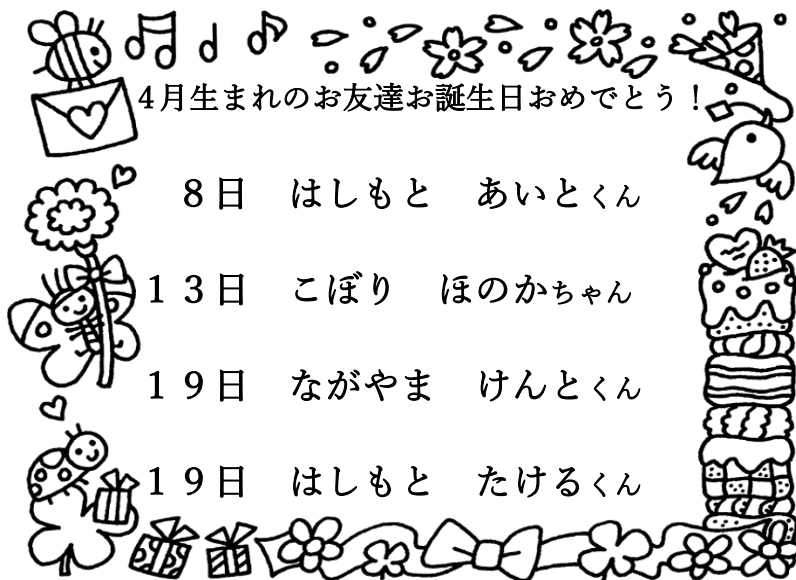 4月生まれのお友達お誕生日おめでとう！
８日　はしもと　あいとくん
１３日　こぼり　ほのかちゃん
１９日　ながやま　けんとくん
１９日　はしもと　たけるくん